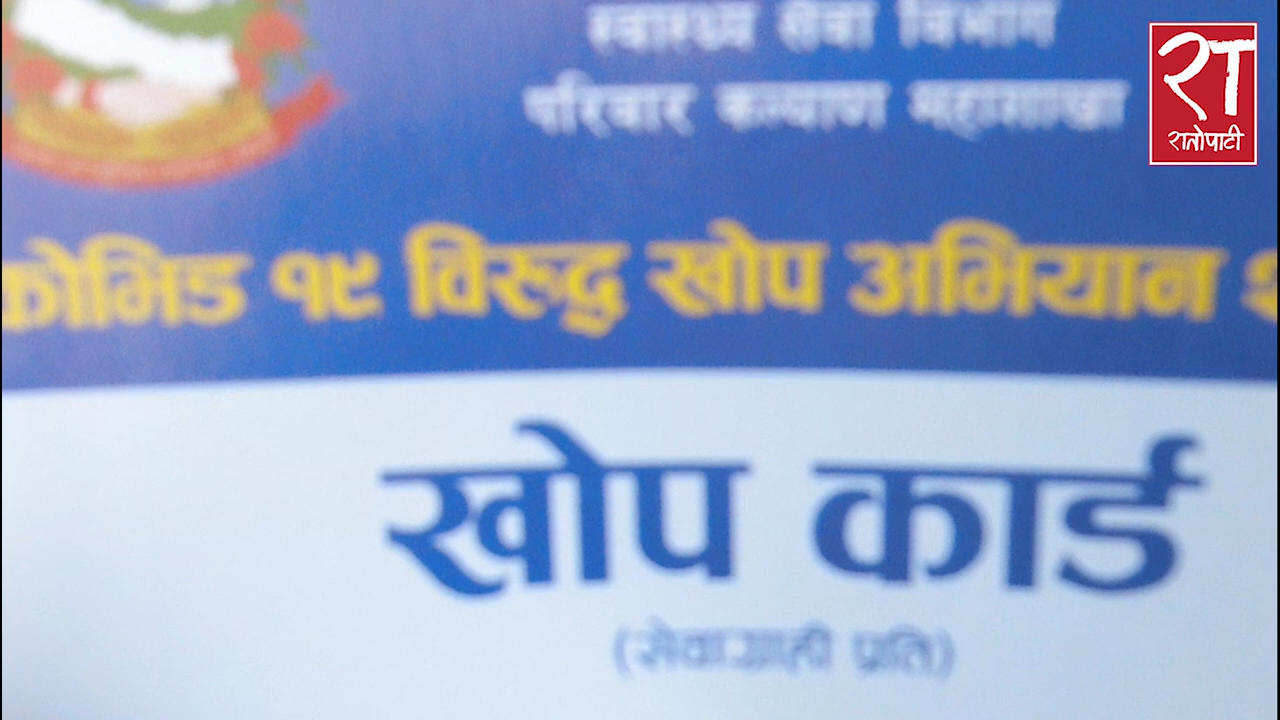 स्वास्थ्य सेवा विभाग
परिवार कल्याण महाशाखा
रातोपाटी
कोभिड १९ विरुद्ध खोप अभियान
खोप कार्ड
(सेवाग्राही प्रति)